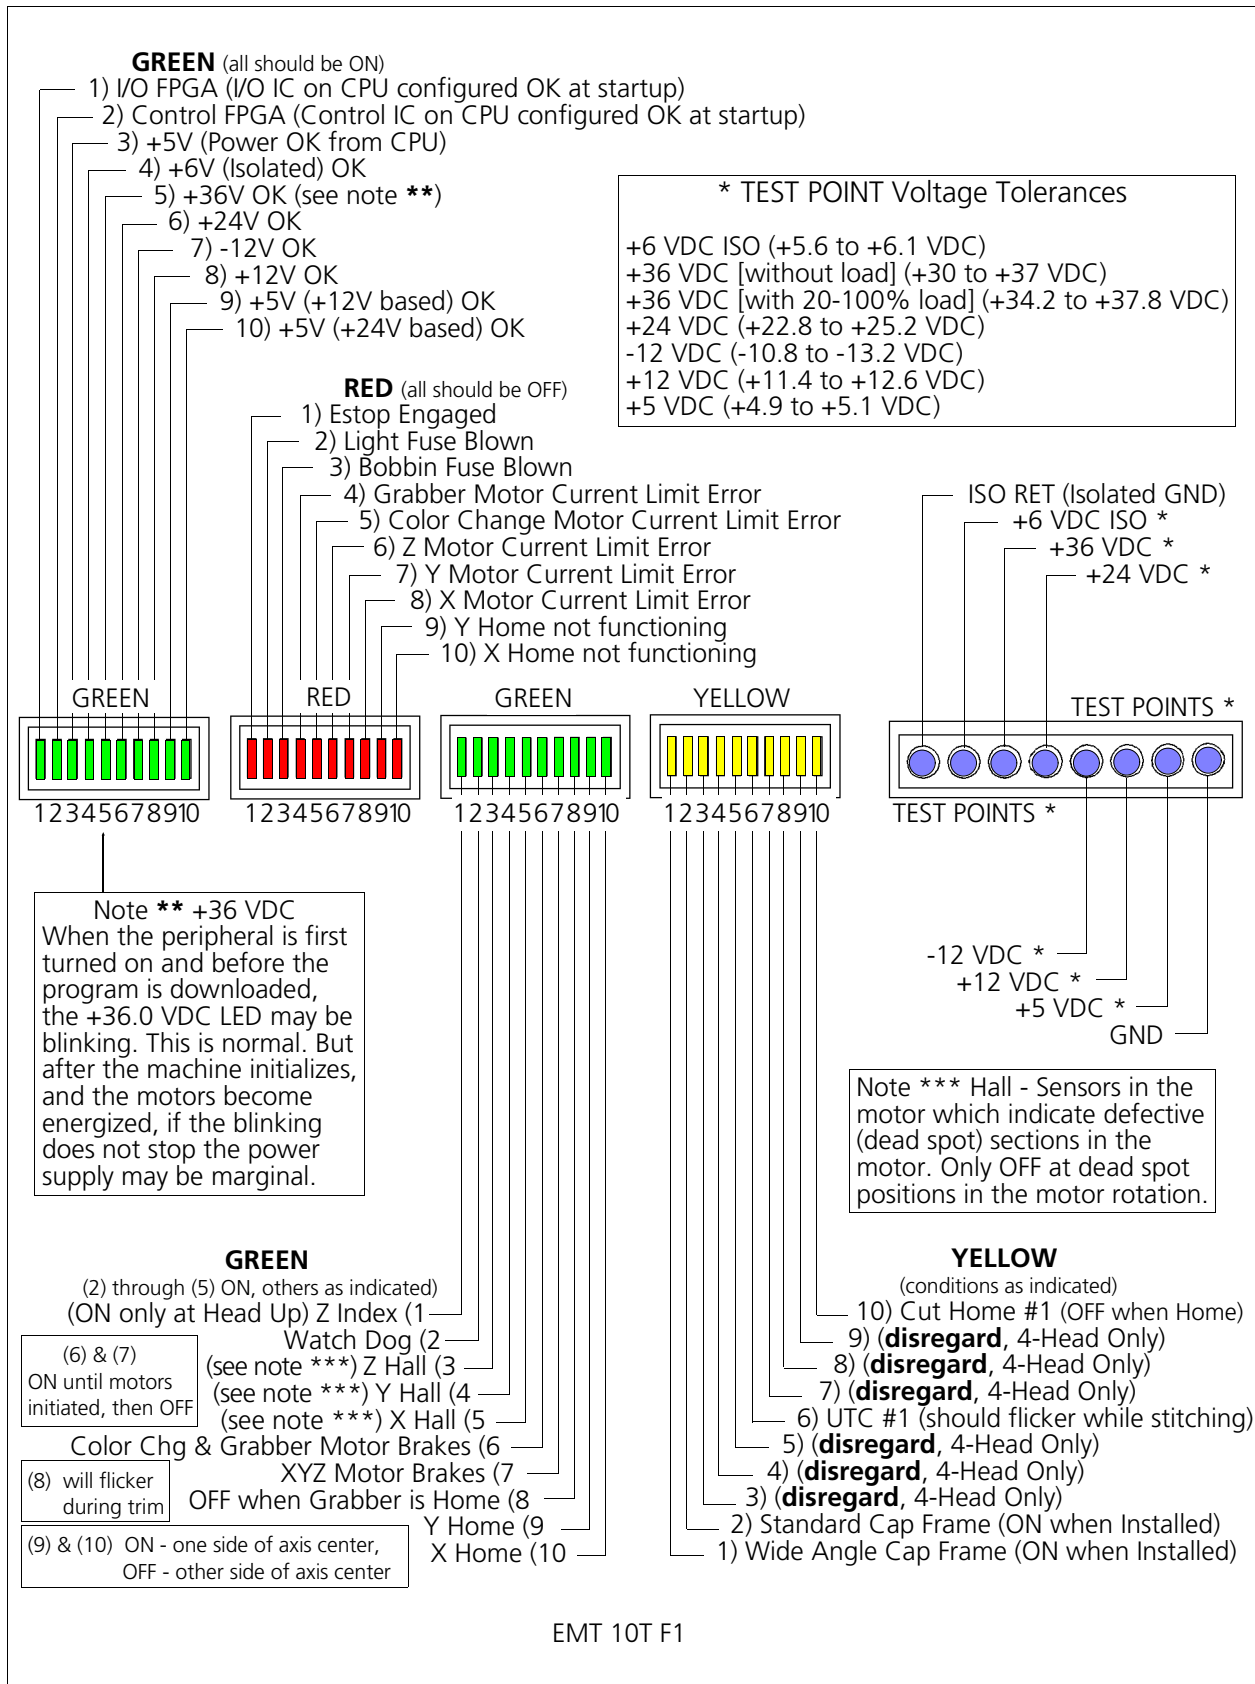 GREEN (all should be ON)
1) I/O FPGA (I/O IC on CPU configured OK at startup)
2) Control FPGA (Control IC on CPU configured OK at startup)
3) +5V (Power OK from CPU)
4) +6V (Isolated) OK
5) +36V OK (see note **)
6) +24V OK
7) -12V OK
8) +12V OK
9) +5V (+12V based) OK
10) +5V (+24V based) OK
* TEST POINT Voltage Tolerances
+6 VDC ISO (+5.6 to +6.1 VDC)
+36 VDC [without load] (+30 to +37 VDC)
+36 VDC [with 20-100% load] (+34.2 to +37.8 VDC)
+24 VDC (+22.8 to +25.2 VDC)
-12 VDC (-10.8 to -13.2 VDC)
+12 VDC (+11.4 to +12.6 VDC)
+5 VDC (+4.9 to +5.1 VDC)
RED (all should be OFF)
1) Estop Engaged
2) Light Fuse Blown
3) Bobbin Fuse Blown
4) Grabber Motor Current Limit Error
5) Color Change Motor Current Limit Error
6) Z Motor Current Limit Error
7) Y Motor Current Limit Error
8) X Motor Current Limit Error
9) Y Home not functioning
10) X Home not functioning
ISO RET (Isolated GND)
+6 VDC ISO *
+36 VDC *
+24 VDC *
GREEN
RED
GREEN
YELLOW
TEST POINTS *
12345678910
12345678910
12345678910
12345678910
TEST POINTS *
-12 VDC *
+12 VDC *
+5 VDC *
GND
Note ** +36 VDC
When the peripheral is first
turned on and before the
program is downloaded,
the +36.0 VDC LED may be
blinking. This is normal. But
after the machine initializes,
and the motors become
energized, if the blinking
does not stop the power
supply may be marginal.
Note *** Hall - Sensors in the
motor which indicate defective
(dead spot) sections in the
motor. Only OFF at dead spot
positions in the motor rotation.
GREEN
(2) through (5) ON, others as indicated)
(ON only at Head Up) Z Index (1
Watch Dog (2
(see note ***) Z Hall (3
(see note ***) Y Hall (4
(see note ***) X Hall (5
Color Chg & Grabber Motor Brakes (6
XYZ Motor Brakes (7
OFF when Grabber is Home (8
Y Home (9
X Home (10
(6) & (7)
ON until motors
initiated, then OFF
(8) will flicker
during trim
(9) & (10) ON - one side of axis center,
OFF - other side of axis center
YELLOW
(conditions as indicated)
10) Cut Home #1 (OFF when Home)
9) (disregard, 4-Head Only)
8) (disregard, 4-Head Only)
7) (disregard, 4-Head Only)
6) UTC #1 (should flicker while stitching)
5) (disregard, 4-Head Only)
4) (disregard, 4-Head Only)
3) (disregard, 4-Head Only)
2) Standard Cap Frame (ON when Installed)
1) Wide Angle Cap Frame (ON when Installed)
EMT 10T F1